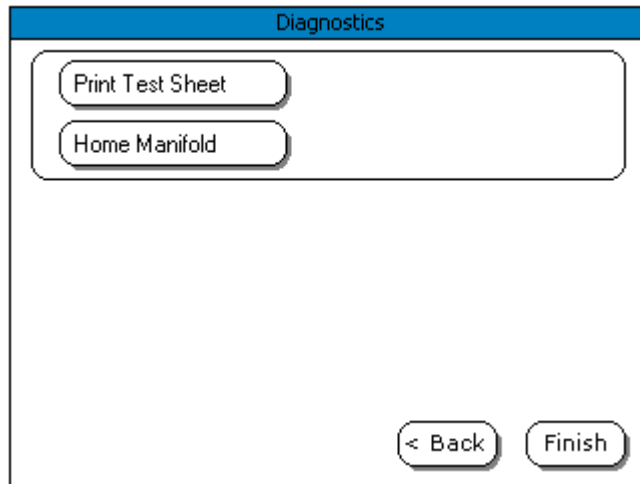 Diagnostics
Print Test Sheet
Home Manifold
< Back
Finish